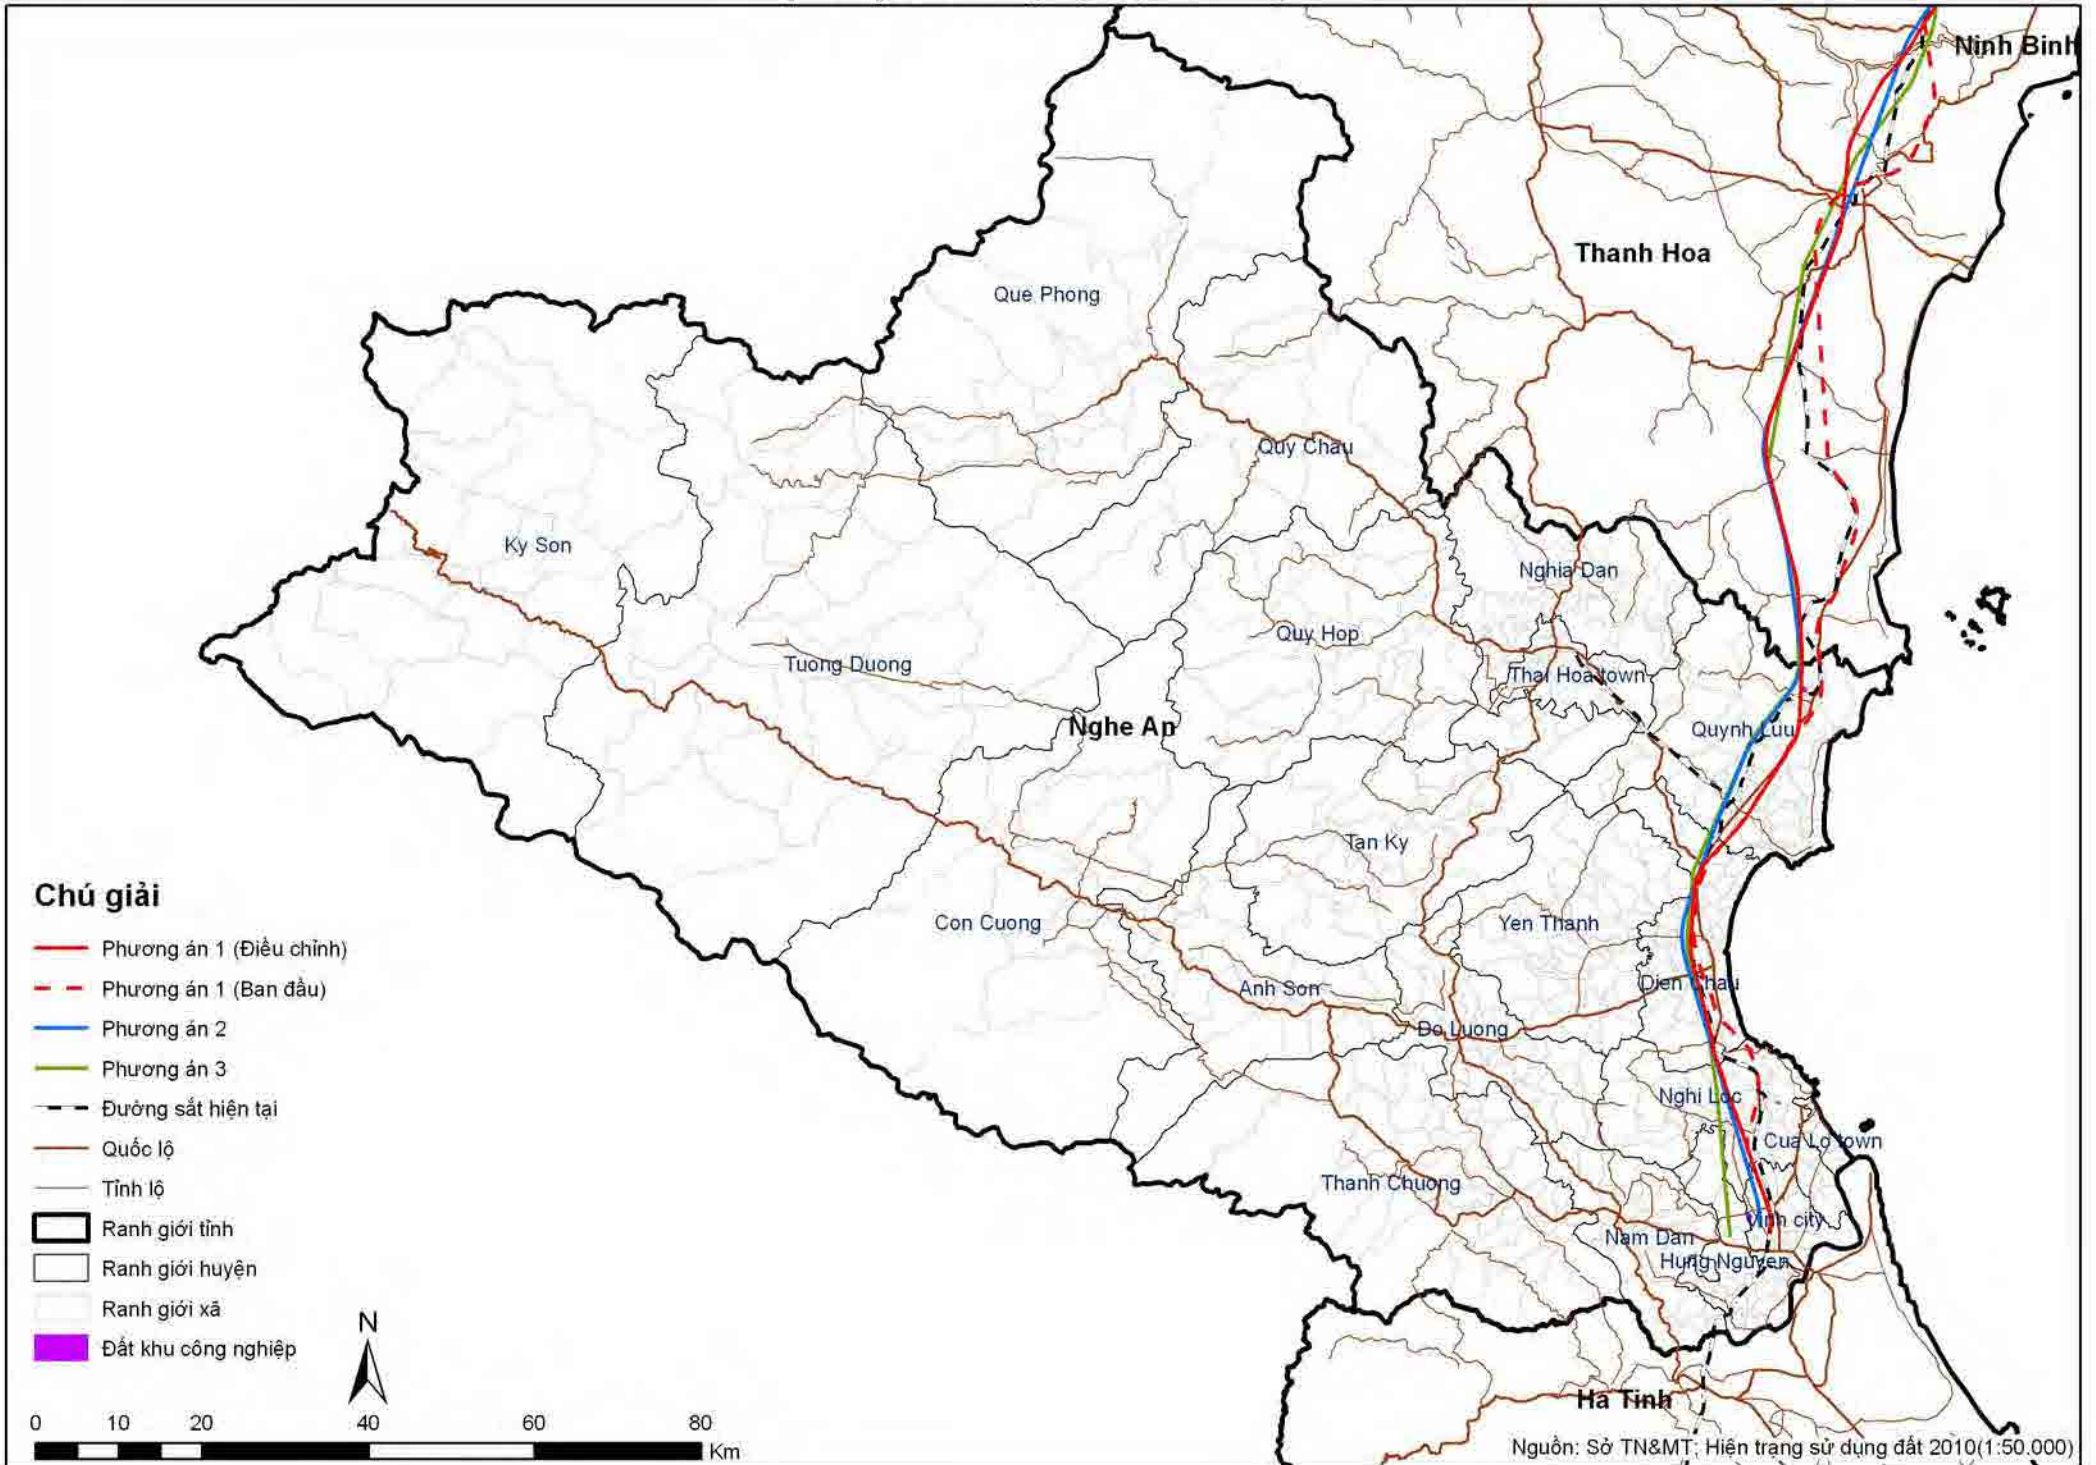 Ninh Binh
Thanh Hoa
Que Phong
Quy Chau
Ky Son
Nghia Dan
Quy Hop
Tuong Duong
Thai Hoa town
Nghe An
Quynh Luu
Tan Ky
Con Cuong
Yen Thanh
Anh Son
Dien Chau
Do Luong
Nghi Loc
Cua Lo town
Thanh Chuong
Vinh city
Nam Dan
Hung Nguyen
Ha Tinh
Chú giải
Phương án 1 (Điều chỉnh)
Phương án 1 (Ban đầu)
Phương án 2
Phương án 3
Đường sắt hiện tại
Quốc lộ
Tỉnh lộ
Ranh giới tỉnh
Ranh giới huyện
Ranh giới xã
Đất khu công nghiệp
N
0 10 20 40 60 80
Km
Nguồn: Sở TN&MT; Hiện trạng sử dụng đất 2010(1:50.000)